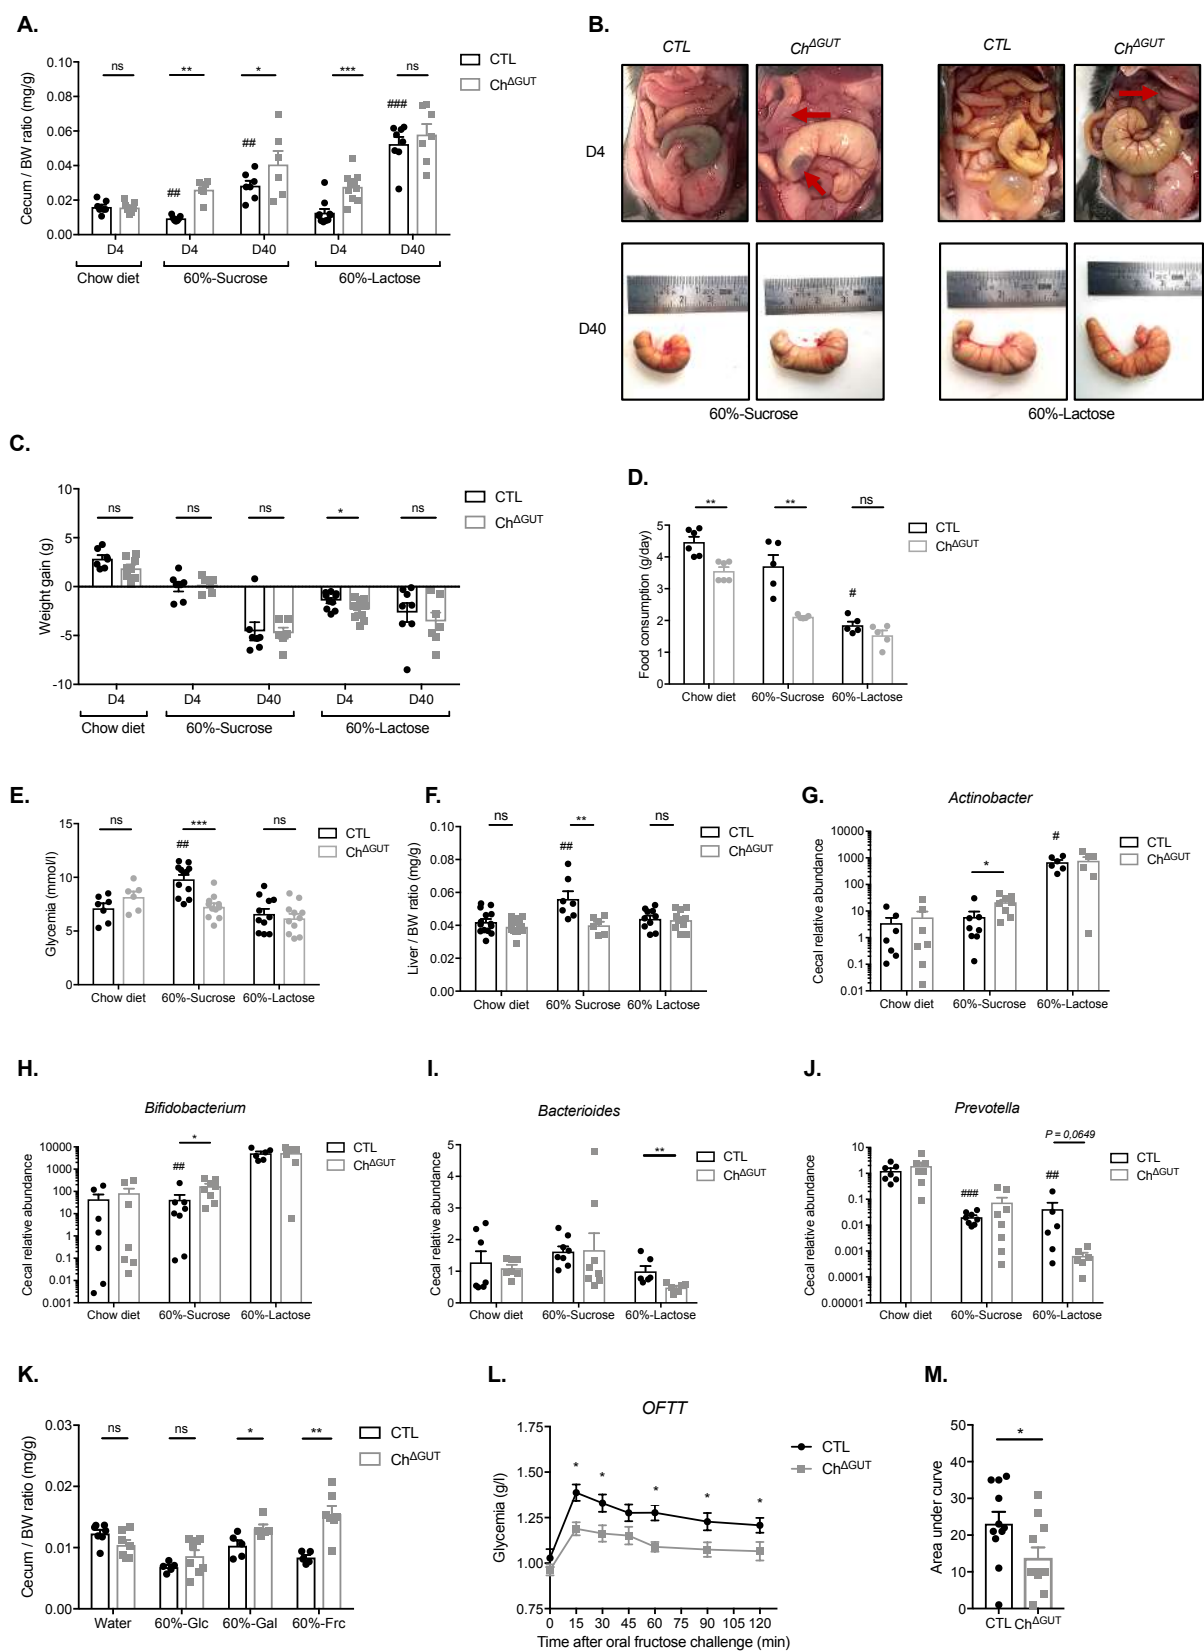 A.
CTL
Ch^ΔGUT
Cecum / BW ratio (mg/g)
0.10
0.08
0.06
0.04
0.02
0.00
ns
**
*
***
ns
##
##
###
D4
D4
D40
D4
D40
Chow diet
60%-Sucrose
60%-Lactose
B.
CTL
Ch^ΔGUT
CTL
Ch^ΔGUT
D4
D40
60%-Sucrose
60%-Lactose
C.
CTL
Ch^ΔGUT
Weight gain (g)
10
5
0
-5
-10
ns
ns
ns
*
ns
D4
D4
D40
D4
D40
Chow diet
60%-Sucrose
60%-Lactose
D.
CTL
Ch^ΔGUT
Food consumption (g/day)
5
4
3
2
1
0
**
**
ns
#
Chow diet
60%-Sucrose
60%-Lactose
E.
CTL
Ch^ΔGUT
Glycemia (mmol/l)
15
10
5
0
ns
***
ns
##
Chow diet
60%-Sucrose
60%-Lactose
F.
CTL
Ch^ΔGUT
Liver / BW ratio (mg/g)
0.10
0.08
0.06
0.04
0.02
0.00
ns
**
ns
##
Chow diet
60% Sucrose
60% Lactose
G.
Actinobacter
CTL
Ch^ΔGUT
Cecal relative abundance
10000
1000
100
10
1
0.1
0.01
*
#
Chow diet
60%-Sucrose
60%-Lactose
H.
Bifidobacterium
CTL
Ch^ΔGUT
Cecal relative abundance
10000
1000
100
10
1
0.1
0.01
0.001
*
##
Chow diet
60%-Sucrose
60%-Lactose
I.
Bacterioides
CTL
Ch^ΔGUT
Cecal relative abundance
5
4
3
2
1
0
**
Chow diet
60%-Sucrose
60%-Lactose
J.
Prevotella
CTL
Ch^ΔGUT
Cecal relative abundance
10
1
0.1
0.01
0.001
0.0001
0.00001
P = 0,0649
###
##
Chow diet
60%-Sucrose
60%-Lactose
K.
CTL
Ch^ΔGUT
Cecum / BW ratio (mg/g)
0.03
0.02
0.01
0.00
ns
ns
*
**
Water
60%-Glc
60%-Gal
60%-Frc
L.
OFTT
CTL
Ch^ΔGUT
Glycemia (g/l)
1.75
1.50
1.25
1.00
0.75
*
*
*
*
*
0 15 30 45 60 75 90 105 120
Time after oral fructose challenge (min)
M.
Area under curve
50
40
30
20
10
0
*
CTL Ch^ΔGUT